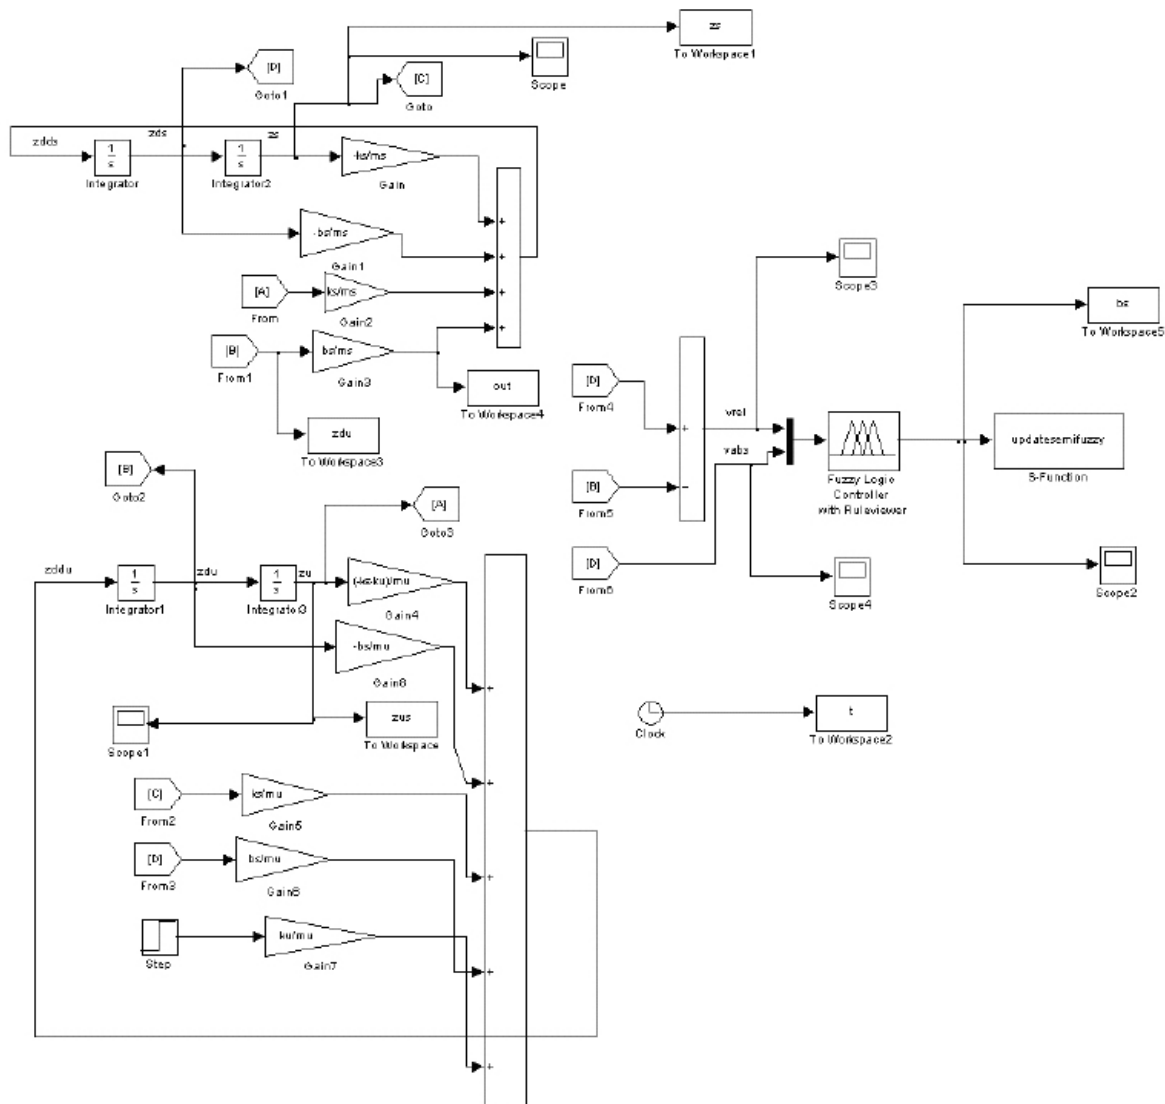 zs
To Workspace1
Scope
[D]
Goto1
[C]
Goto
zdds
zds
zs
1
s
Integrator
1
s
Integrator2
-ks/ms
Gain
-bs/ms
Gain1
[A]
From
ks/ms
Gain2
[B]
From1
bs/ms
Gain3
+
+
+
+
out
To Workspace4
zdu
To Workspace3
[B]
Goto2
[A]
Goto3
zddu
1
s
Integrator1
zdu
1
s
Integrator3
zu
(-ks-ku)/mu
Gain4
-bs/mu
Gain8
Scope1
zus
To Workspace
[C]
From2
ks/mu
Gain5
[D]
From3
bs/mu
Gain6
Step
ku/mu
Gain7
+
+
+
+
+
[D]
From4
[B]
From5
[D]
From6
+
−
vrel
vabs
Scope3
Scope4
Fuzzy Logic
Controller
with Ruleviewer
bs
To Workspace5
updatesemifuzzy
S-Function
Scope2
Clock
t
To Workspace2